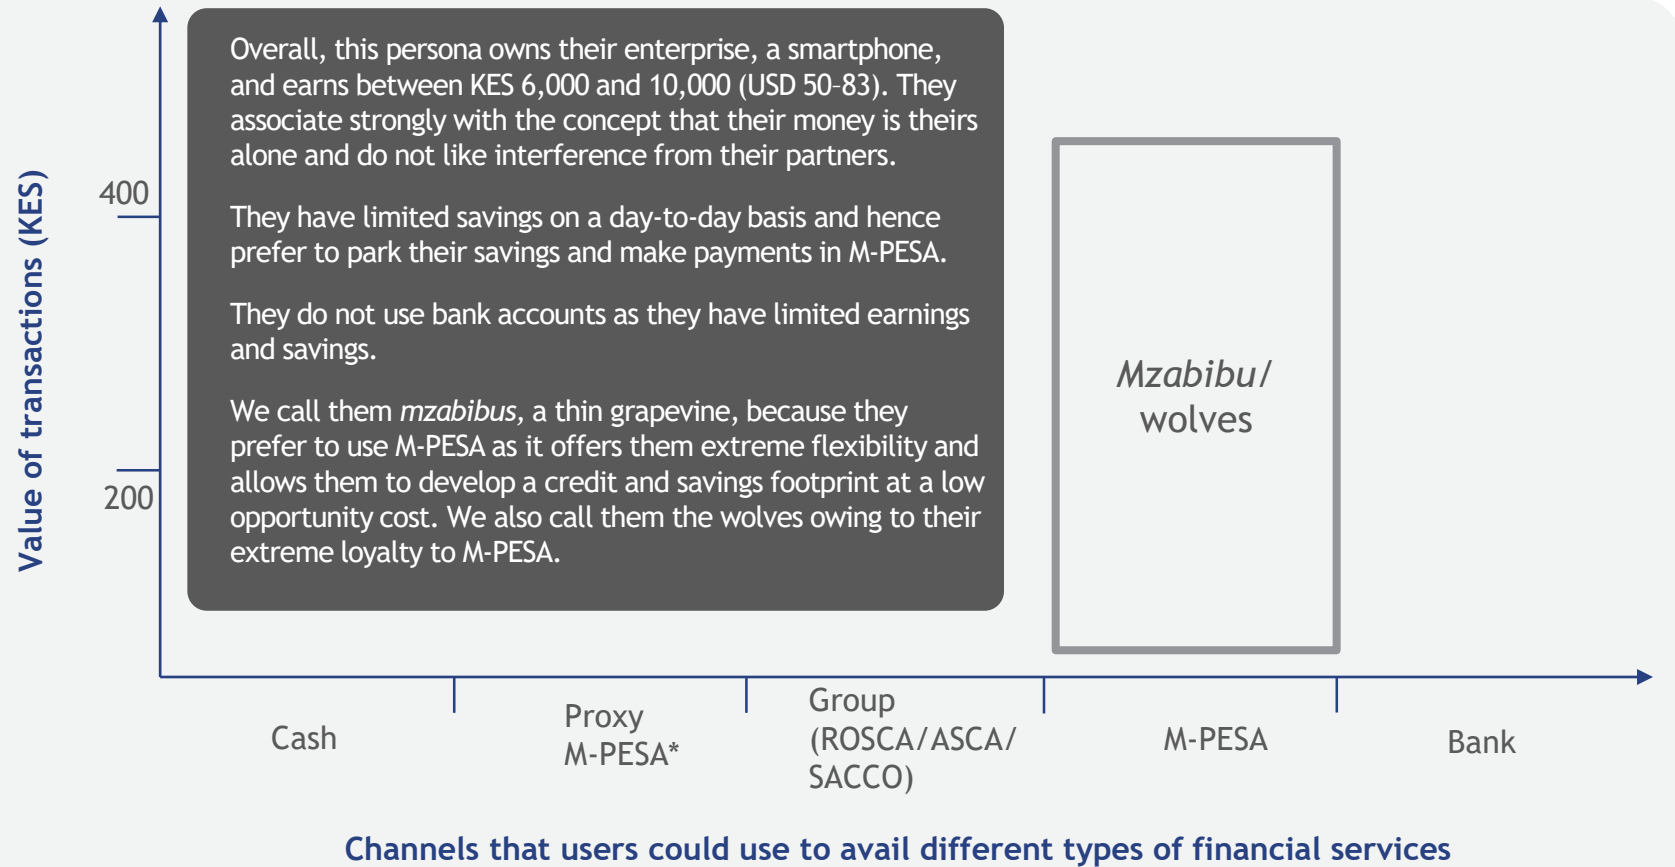 Overall, this persona owns their enterprise, a smartphone,
and earns between KES 6,000 and 10,000 (USD 50–83). They
associate strongly with the concept that their money is theirs
alone and do not like interference from their partners.
They have limited savings on a day-to-day basis and hence
prefer to park their savings and make payments in M-PESA.
They do not use bank accounts as they have limited earnings
and savings.
We call them mzabibus, a thin grapevine, because they
prefer to use M-PESA as it offers them extreme flexibility and
allows them to develop a credit and savings footprint at a low
opportunity cost. We also call them the wolves owing to their
extreme loyalty to M-PESA.
Value of transactions (KES)
400
200
Mzabibu/
wolves
Cash
Proxy
M-PESA*
Group
(ROSCA/ASCA/
SACCO)
M-PESA
Bank
Channels that users could use to avail different types of financial services